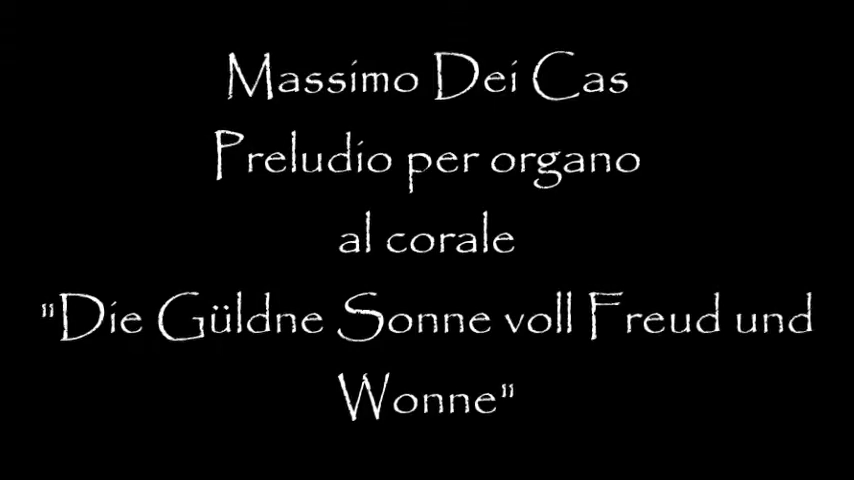 Massimo Dei Cas
Preludio per organo
al corale
"Die Güldne Sonne voll Freud und
Wonne"